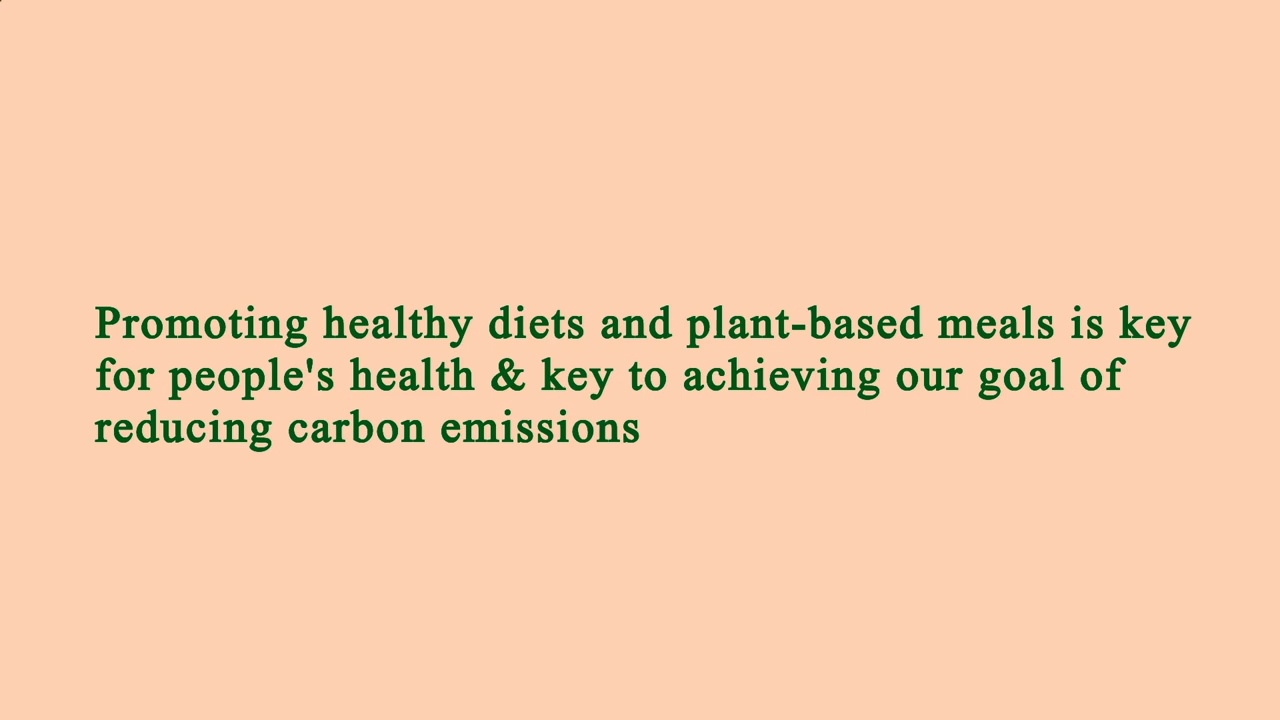 Promoting healthy diets and plant-based meals is key
for people's health & key to achieving our goal of
reducing carbon emissions